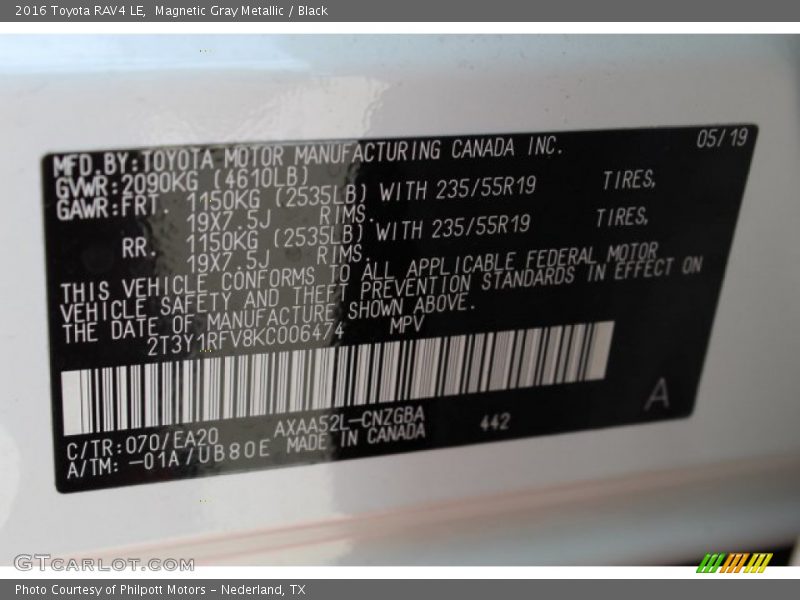 2016 Toyota RAV4 LE, Magnetic Gray Metallic / Black
05/19
MFD. BY: TOYOTA MOTOR MANUFACTURING CANADA INC.
GVWR: 2090KG (4610LB)
GAWR: FRT. 1150KG (2535LB) WITH 235/55R19 TIRES,
19X7.5J RIMS.
RR. 1150KG (2535LB) WITH 235/55R19 TIRES,
19X7.5J RIMS.
THIS VEHICLE CONFORMS TO ALL APPLICABLE FEDERAL MOTOR
VEHICLE SAFETY AND THEFT PREVENTION STANDARDS IN EFFECT ON
THE DATE OF MANUFACTURE SHOWN ABOVE.
2T3Y1RFV8KC006474 MPV
A
C/TR: 070/EA20 AXAA52L-CNZGBA 442
A/TM: -01A/UB80E MADE IN CANADA
GTCARLOT.COM
Photo Courtesy of Philpott Motors - Nederland, TX